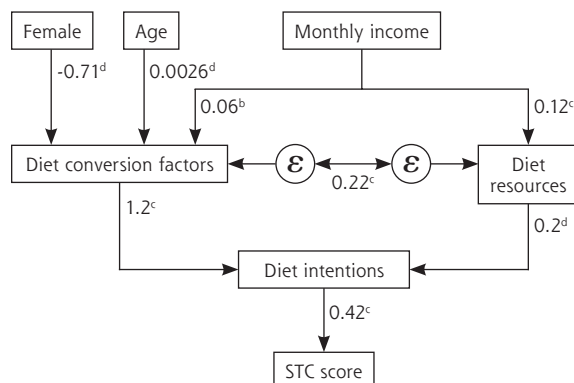 Female
Age
Monthly income
-0.71ᵈ
0.0026ᵈ
0.06ᵇ
0.12ᶜ
Diet conversion factors
ε
0.22ᶜ
ε
Diet
resources
1.2ᶜ
0.2ᵈ
Diet intentions
0.42ᶜ
STC score